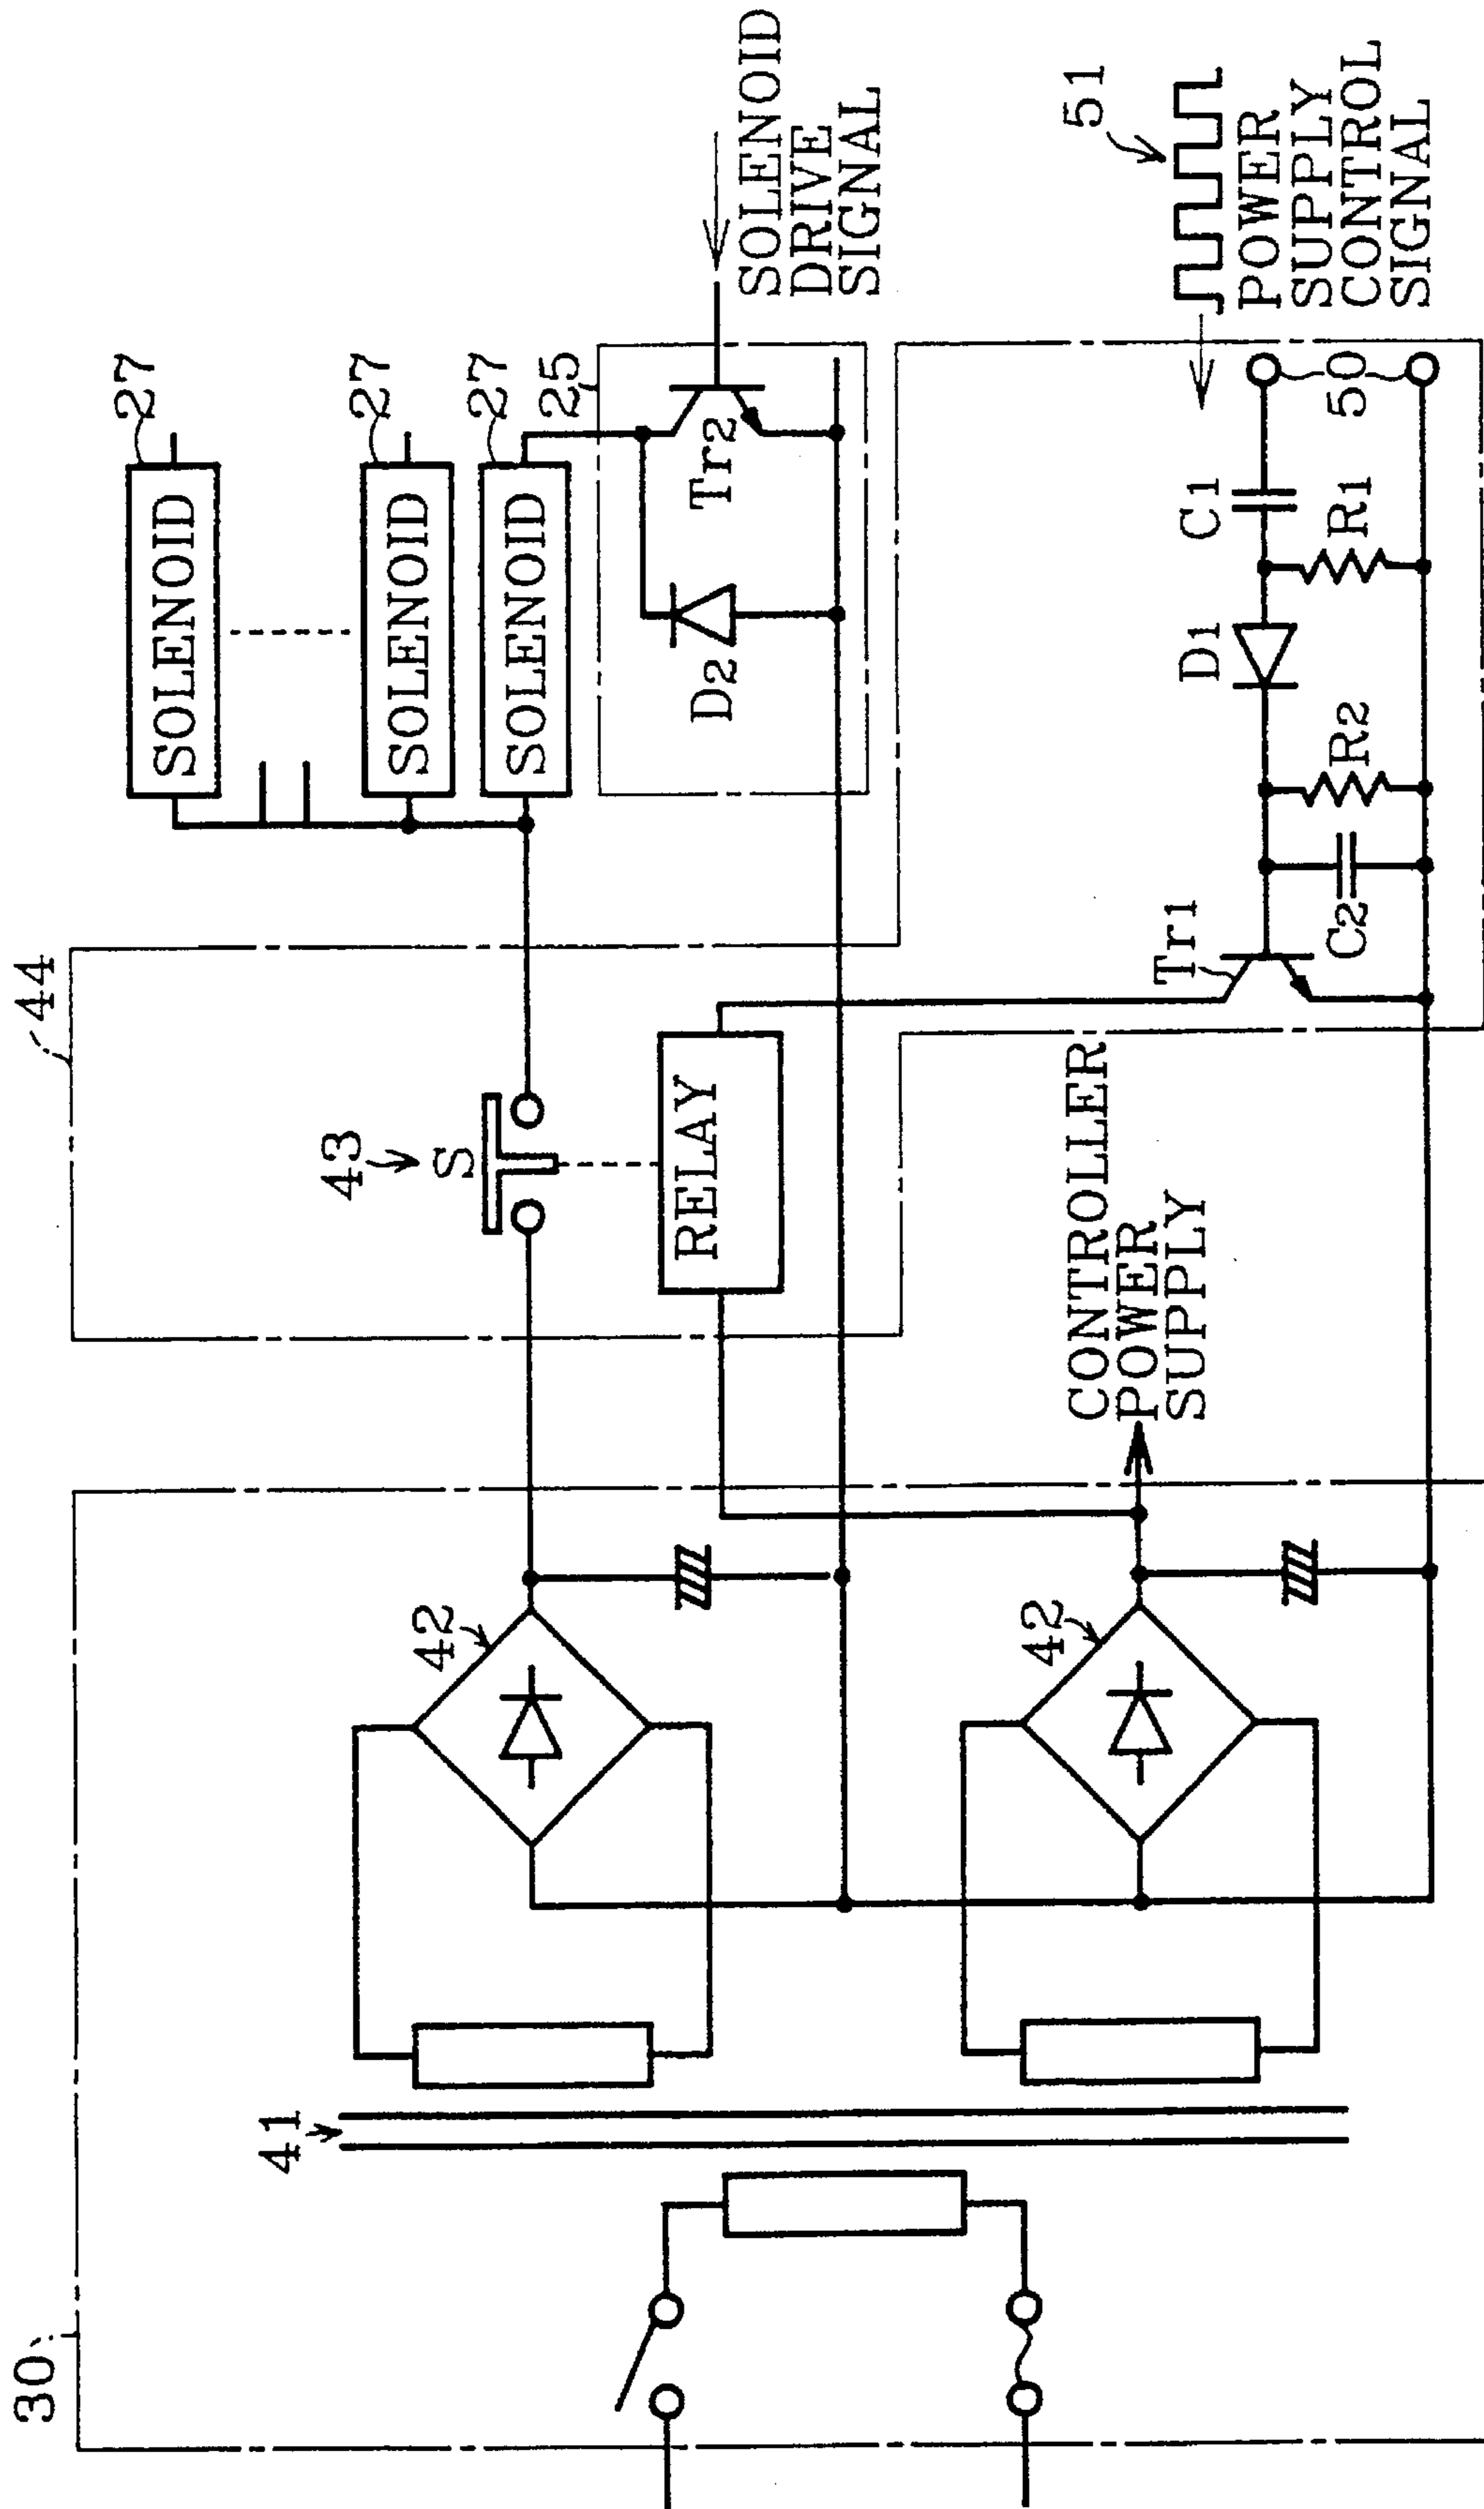 30
41
42
42
44
43
S
RELAY
CONTROLLER
POWER
SUPPLY
SOLENOID
27
SOLENOID
27
SOLENOID
27
25
D2
Tr2
SOLENOID
DRIVE
SIGNAL
Tr1
C2
R2
D1
R1
C1
50
51
POWER
SUPPLY
CONTROL
SIGNAL